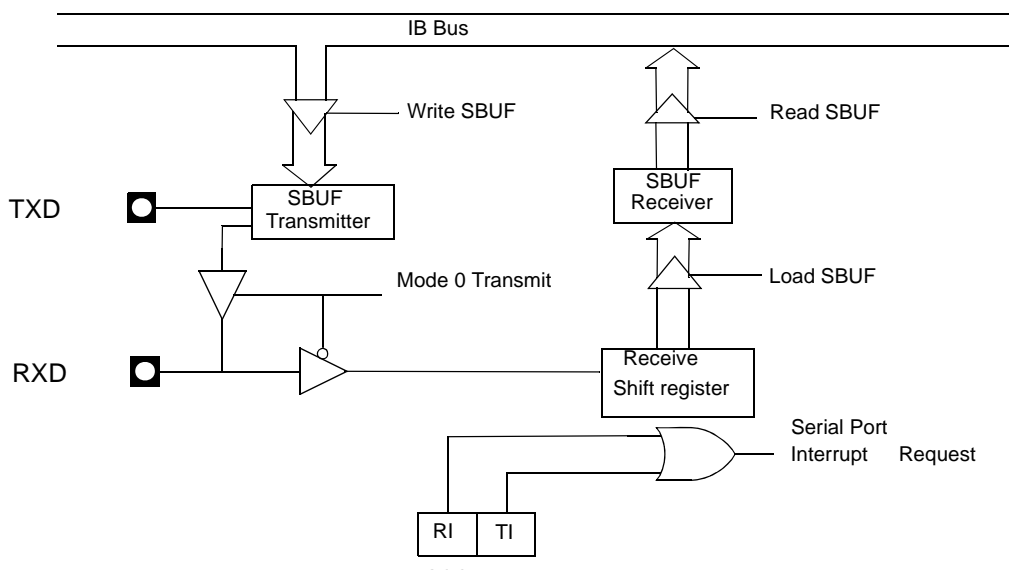 IB Bus
Write SBUF
Read SBUF
SBUF
Transmitter
SBUF
Receiver
TXD
Mode 0 Transmit
Load SBUF
RXD
Receive
Shift register
Serial Port
Interrupt Request
RI TI